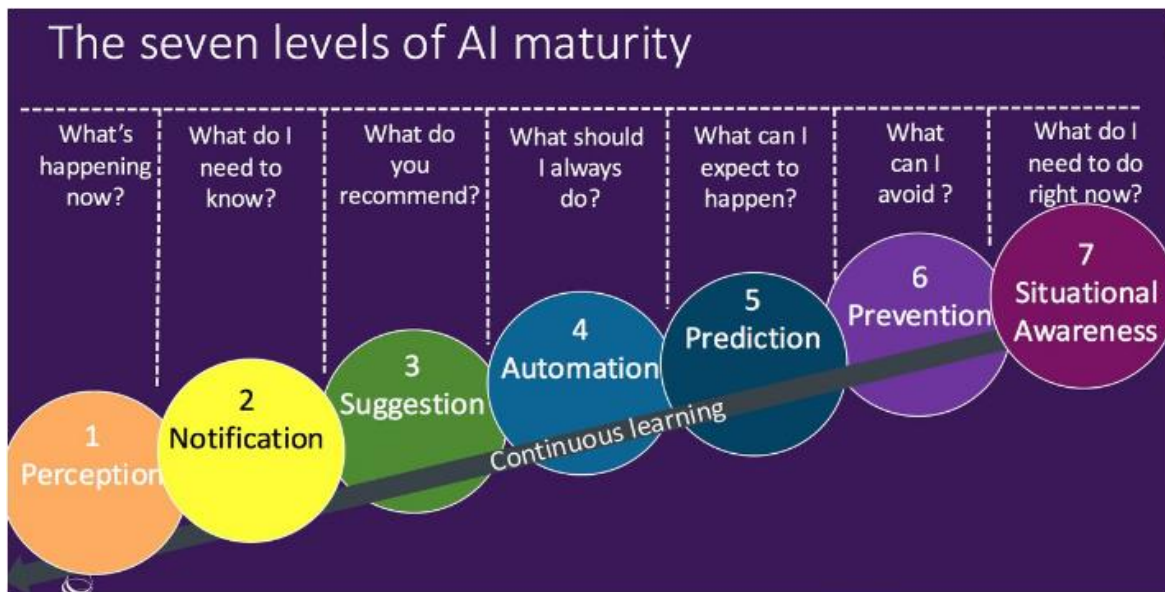 The seven levels of AI maturity
What's
happening
now?
What do I
need to
know?
What do
you
recommend?
What should
I always
do?
What can I
expect to
happen?
What
can I
avoid ?
What do I
need to do
right now?
1
Perception
2
Notification
3
Suggestion
4
Automation
5
Prediction
6
Prevention
7
Situational
Awareness
Continuous learning